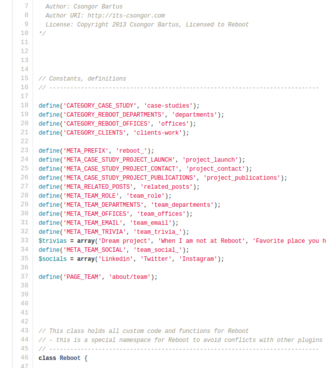 7 Author: Csongor Bartus
8 Author URI: http://its-csongor.com
9 License: Copyright 2013 Csongor Bartus, Licensed to Reboot
10 */
11
12
13
14
15 // Constants, definitions
16 // -----------------------------------------------------------------------------
17
18 define('CATEGORY_CASE_STUDY', 'case-studies');
19 define('CATEGORY_REBOOT_DEPARTMENTS', 'departments');
20 define('CATEGORY_REBOOT_OFFICES', 'offices');
21 define('CATEGORY_CLIENTS', 'clients-work');
22
23 define('META_PREFIX', 'reboot_');
24 define('META_CASE_STUDY_PROJECT_LAUNCH', 'project_launch');
25 define('META_CASE_STUDY_PROJECT_CONTACT', 'project_contact');
26 define('META_CASE_STUDY_PROJECT_PUBLICATIONS', 'project_publications');
27 define('META_RELATED_POSTS', 'related_posts');
28 define('META_TEAM_ROLE', 'team_role');
29 define('META_TEAM_DEPARTMENTS', 'team_departments');
30 define('META_TEAM_OFFICES', 'team_offices');
31 define('META_TEAM_EMAIL', 'team_email');
32 define('META_TEAM_TRIVIA', 'team_trivia_');
33 $trivias = array('Dream project', 'When I am not at Reboot', 'Favorite place you h
34 define('META_TEAM_SOCIAL', 'team_social_');
35 $socials = array('Linkedin', 'Twitter', 'Instagram');
36
37 define('PAGE_TEAM', 'about/team');
38
39
40
41
42
43 // This class holds all custom code and functions for Reboot
44 // - this is a special namespace for Reboot to avoid conflicts with other plugins
45 // -----------------------------------------------------------------------------
46 class Reboot {
47